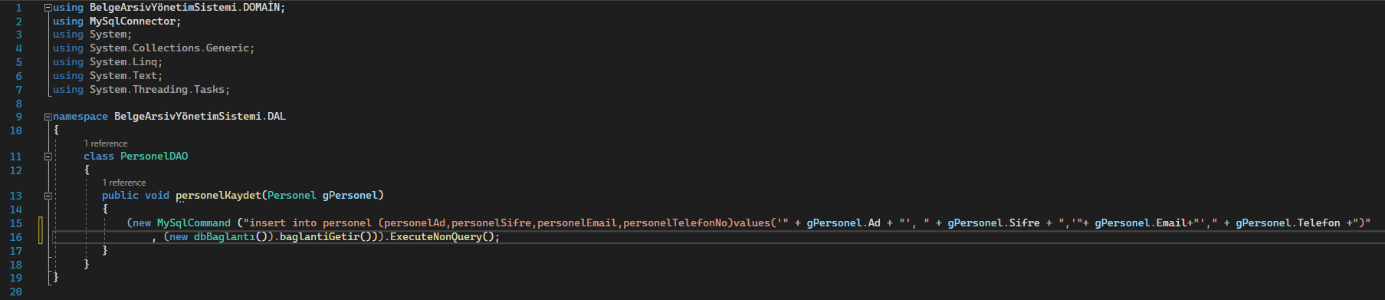 1 using BelgeArsivYönetimSistemi.DOMAİN;
2 using MySqlConnector;
3 using System;
4 using System.Collections.Generic;
5 using System.Linq;
6 using System.Text;
7 using System.Threading.Tasks;
8
9 namespace BelgeArsivYönetimSistemi.DAL
10 {
1 reference
11 class PersonelDAO
12 {
1 reference
13 public void personelKaydet(Personel gPersonel)
14 {
15 (new MySqlCommand ("insert into personel (personelAd,personelSifre,personelEmail,personelTelefonNo)values('" + gPersonel.Ad + "', " + gPersonel.Sifre + ",'"+ gPersonel.Email+"'," + gPersonel.Telefon +")"
16 , (new dbBaglantı()).baglantiGetir())).ExecuteNonQuery();
17 }
18 }
19 }
20